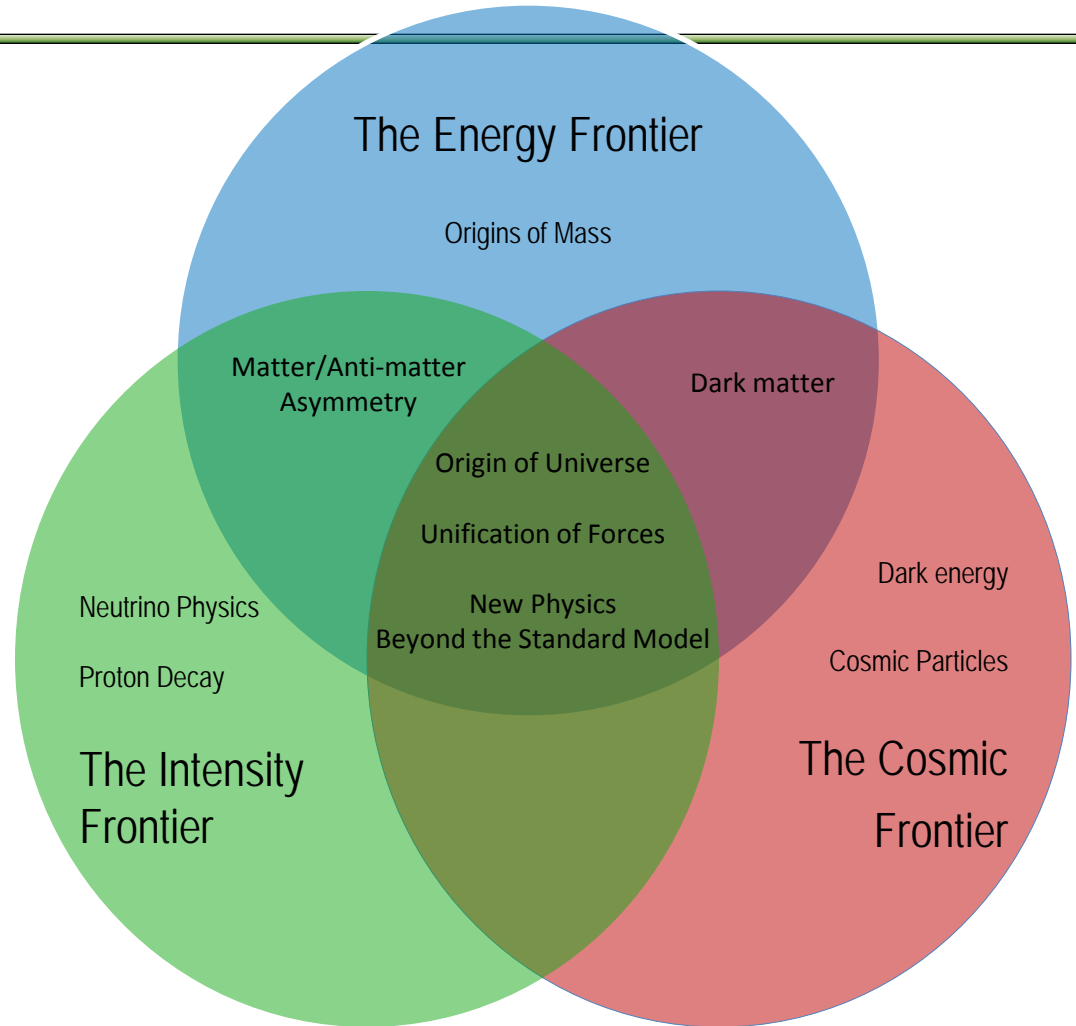 The Energy Frontier
Origins of Mass
Matter/Anti-matter
Asymmetry
Dark matter
Origin of Universe
Unification of Forces
New Physics
Beyond the Standard Model
Neutrino Physics
Proton Decay
The Intensity
Frontier
Dark energy
Cosmic Particles
The Cosmic
Frontier